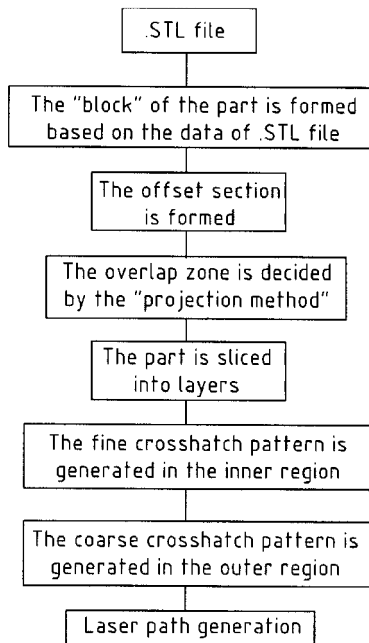 .STL file
The "block" of the part is formed
based on the data of .STL file
The offset section
is formed
The overlap zone is decided
by the "projection method"
The part is sliced
into layers
The fine crosshatch pattern is
generated in the inner region
The coarse crosshatch pattern is
generated in the outer region
Laser path generation